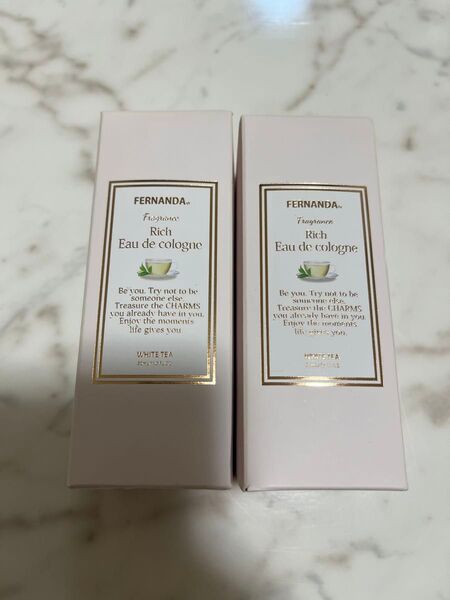 FERNANDA
Fragrance
Rich
Eau de cologne
Be you. Try not to be
someone else
Treasure the CHARMS
you already have in you.
Enjoy the moments
life gives you.
WHITE TEA
FERNANDA
Fragrance
Rich
Eau de cologne
Be you. Try not to be
someone else
Treasure the CHARMS
you already have in you.
Enjoy the moments
life gives you.
WHITE TEA